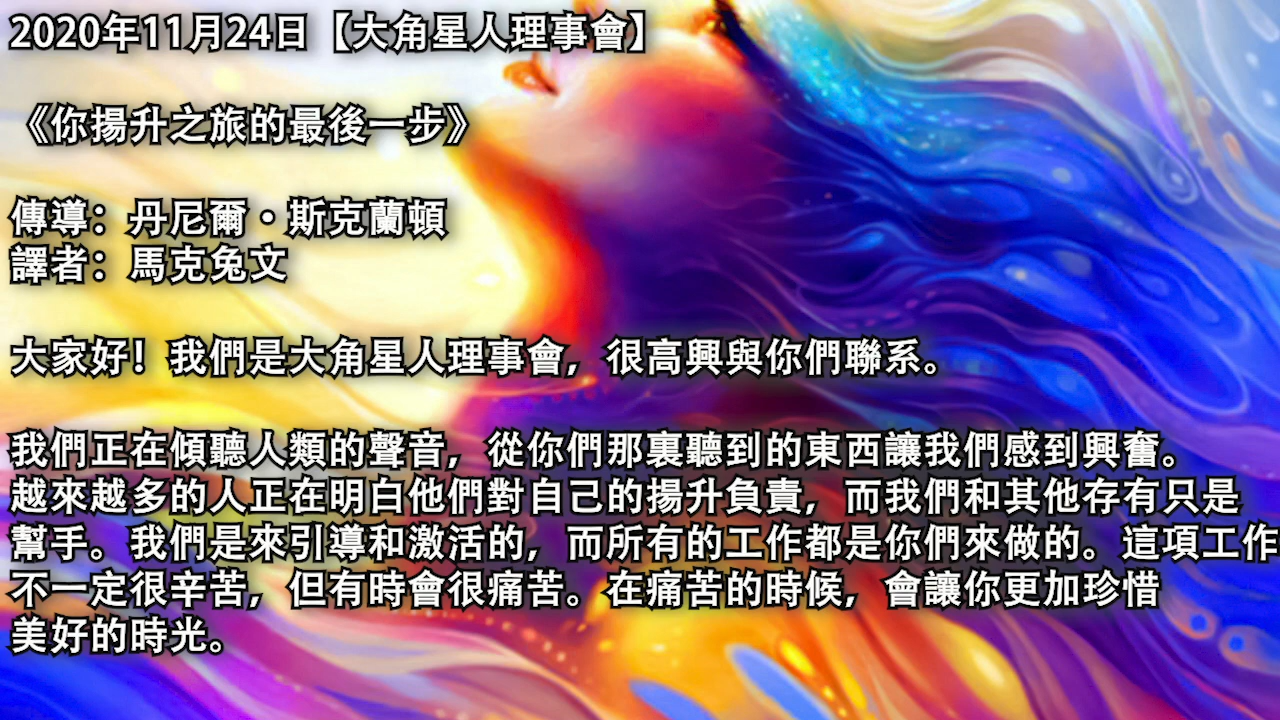 2020年11月24日【大角星人理事會】
《你揚升之旅的最後一步》
傳導：丹尼爾·斯克蘭頓
譯者：馬克兔文
大家好！我們是大角星人理事會，很高興與你們聯系。
我們正在傾聽人類的聲音，從你們那裏聽到的東西讓我們感到興奮。
越來越多的人正在明白他們對自己的揚升負責，而我們和其他存有只是
幫手。我們是來引導和激活的，而所有的工作都是你們來做的。這項工作
不一定很辛苦，但有時會很痛苦。在痛苦的時候，會讓你更加珍惜
美好的時光。